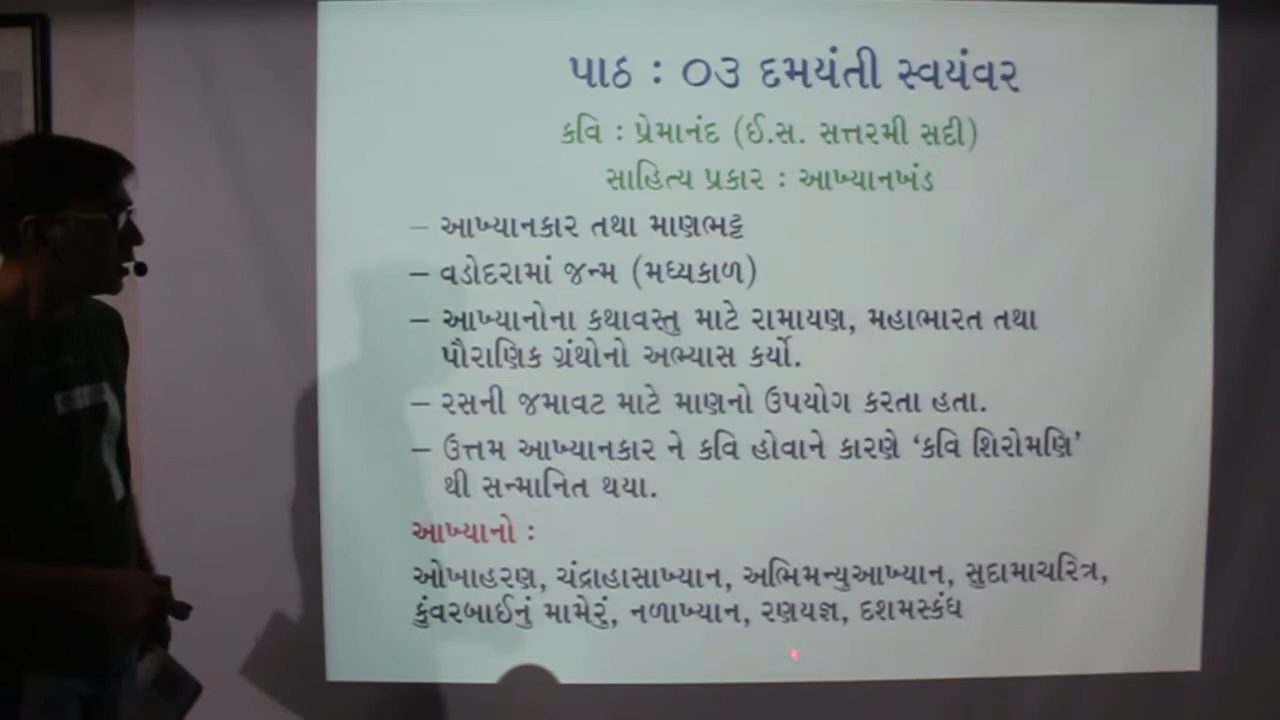 પાઠ : ૦૩ દમયંતી સ્વયંવર
કવિ : પ્રેમાનંદ (ઈ.સ. સત્તરમી સદી)
સાહિત્ય પ્રકાર : આખ્યાનખંડ
– આખ્યાનકાર તથા માણભટ્ટ
– વડોદરામાં જન્મ (મધ્યકાળ)
– આખ્યાનોના કથાવસ્તુ માટે રામાયણ, મહાભારત તથા
પૌરાણિક ગ્રંથોનો અભ્યાસ કર્યો.
– રસની જમાવટ માટે માણનો ઉપયોગ કરતા હતા.
– ઉત્તમ આખ્યાનકાર ને કવિ હોવાને કારણે ‘કવિ શિરોમણિ’
થી સન્માનિત થયા.
આખ્યાનો :
ઓખાહરણ, ચંદ્રાહાસાખ્યાન, અભિમન્યુઆખ્યાન, સુદામાચરિત્ર,
કુંવરબાઈનું મામેરું, નળાખ્યાન, રણયજ્ઞ, દશમસ્કંધ